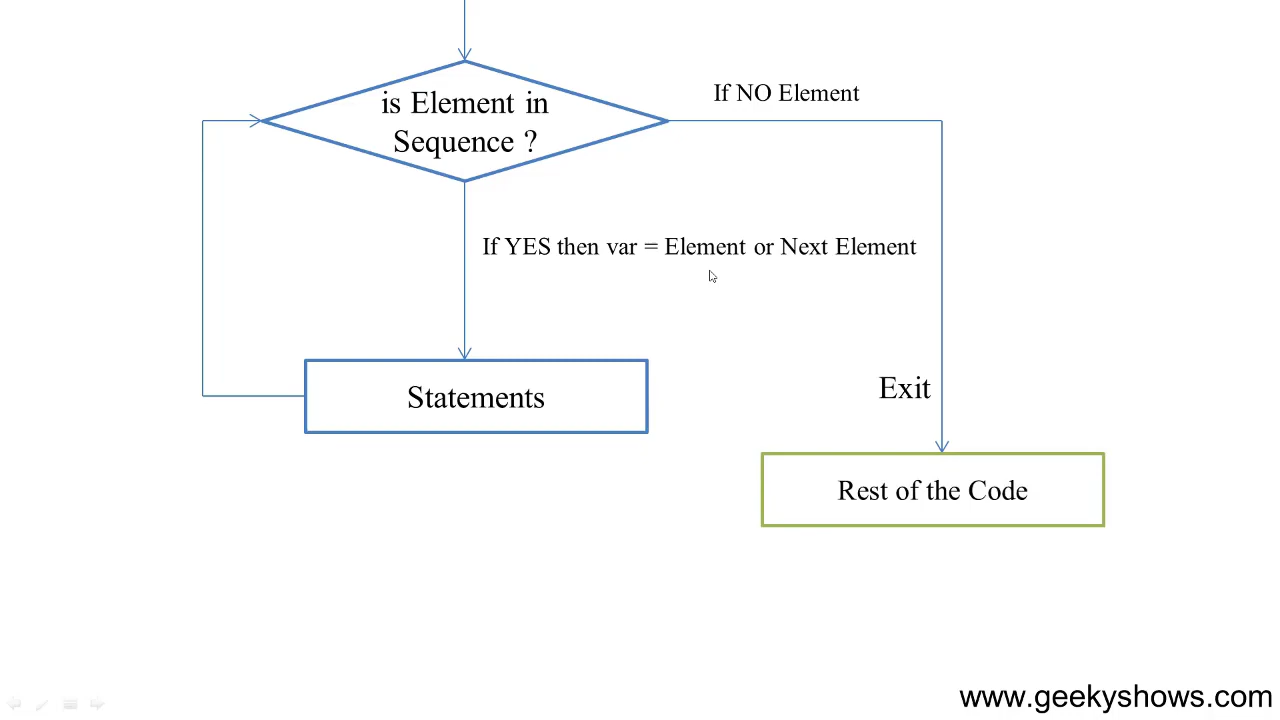 is Element in
Sequence ?
If NO Element
If YES then var = Element or Next Element
Statements
Exit
Rest of the Code
www.geekyshows.com